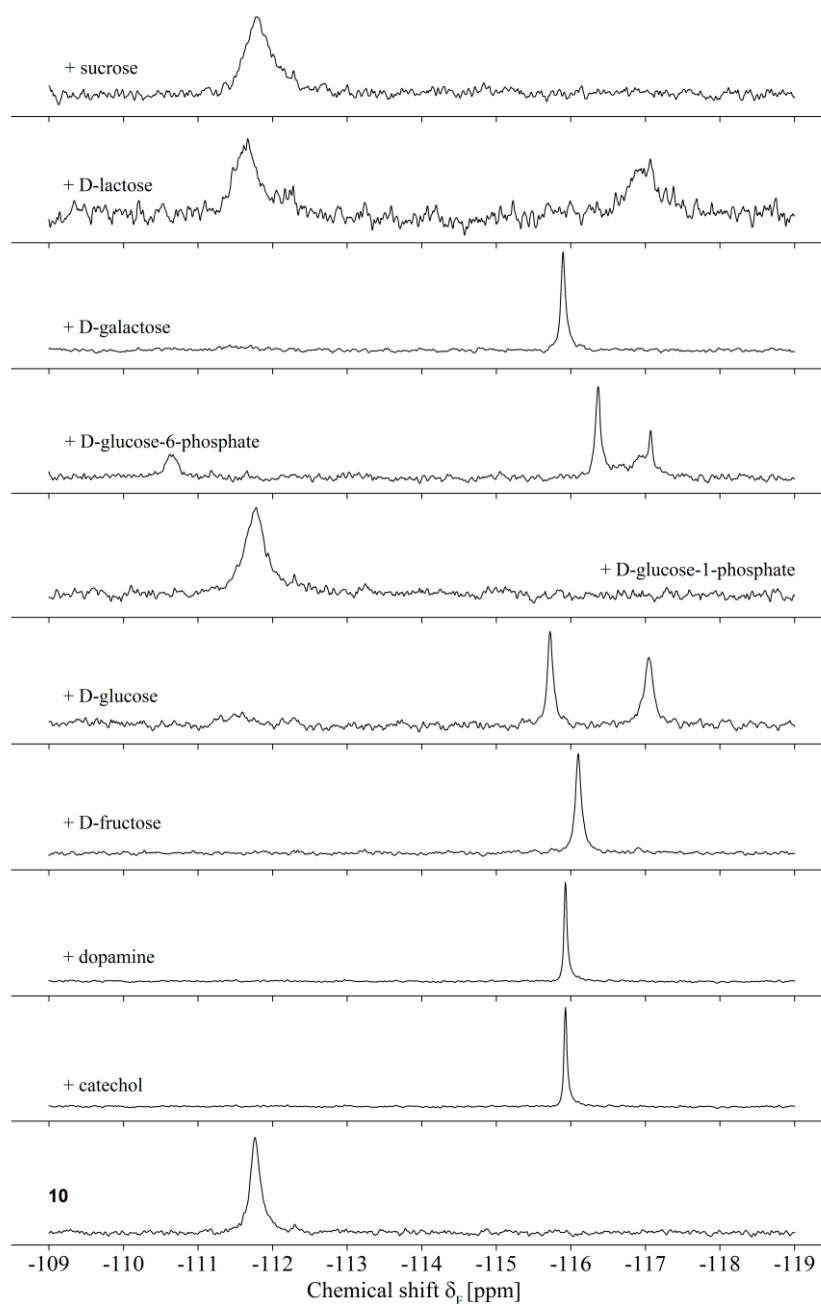 + sucrose
+ D-lactose
+ D-galactose
+ D-glucose-6-phosphate
+ D-glucose-1-phosphate
+ D-glucose
+ D-fructose
+ dopamine
+ catechol
10
-109 -110 -111 -112 -113 -114 -115 -116 -117 -118 -119
Chemical shift δF [ppm]